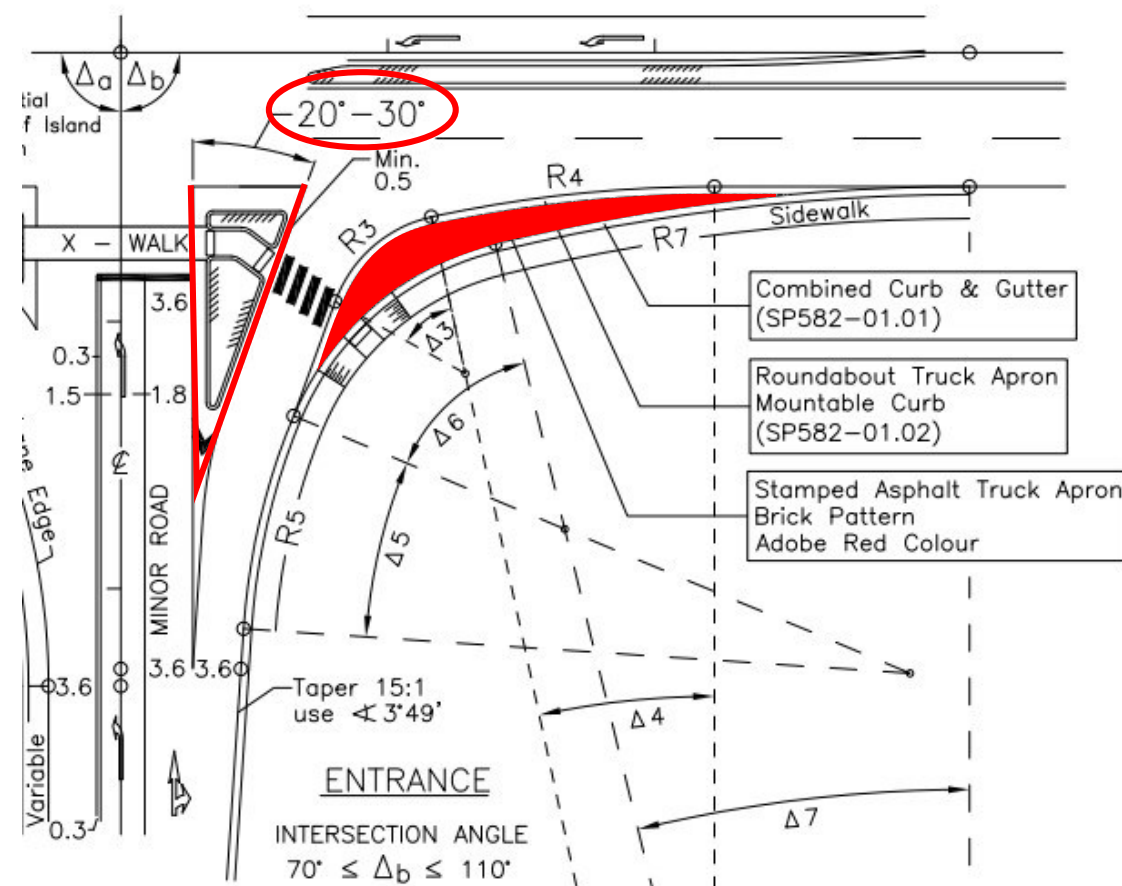 Δa
Δb
tial
f Island
20°-30°
Min.
0.5
R4
R3
Sidewalk
R7
X - WALK
3.6
0.3
1.5
1.8
℄
Δ3
Δ6
Δ5
R5
Combined Curb & Gutter
(SP582-01.01)
Roundabout Truck Apron
Mountable Curb
(SP582-01.02)
Stamped Asphalt Truck Apron
Brick Pattern
Adobe Red Colour
Edge
MINOR ROAD
3.6
3.6
3.6
Taper 15:1
use ∢ 3°49'
Δ4
Δ7
Variable
0.3
ENTRANCE
INTERSECTION ANGLE
70° ≤ Δb ≤ 110°